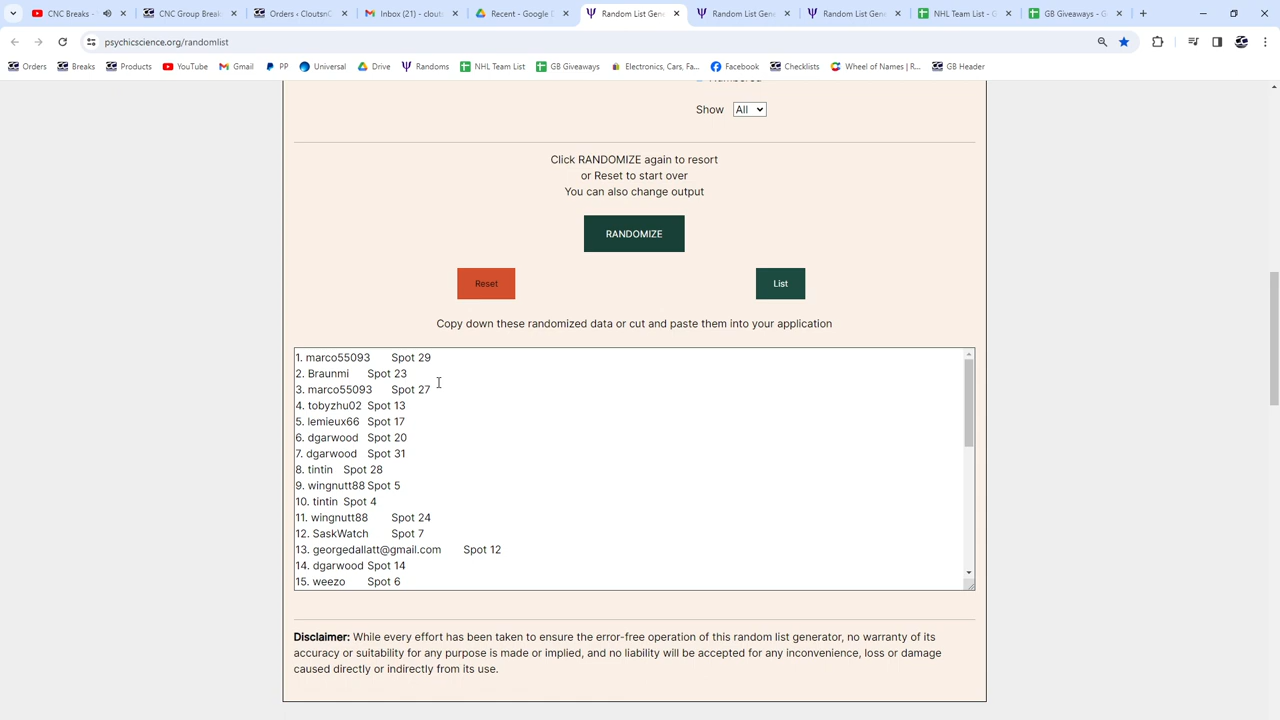 CNC Breaks -
CNC Group Break
Orders < CloutsnC
Inbox (21) - clouts
Recent - Google D
Random List Gene
Random List Gene
Random List Gene
NHL Team List - G
GB Giveaways - G
psychicscience.org/randomlist
Orders
Breaks
Products
YouTube
Gmail
PP
Universal
Drive
Randoms
NHL Team List
GB Giveaways
Electronics, Cars, Fa...
Facebook
Checklists
Wheel of Names | R...
GB Header
Numbered
Show All
Click RANDOMIZE again to resort
or Reset to start over
You can also change output
RANDOMIZE
Reset
List
Copy down these randomized data or cut and paste them into your application
1. marco55093 Spot 29
2. Braunmi Spot 23
3. marco55093 Spot 27
4. tobyzhu02 Spot 13
5. lemieux66 Spot 17
6. dgarwood Spot 20
7. dgarwood Spot 31
8. tintin Spot 28
9. wingnutt88 Spot 5
10. tintin Spot 4
11. wingnutt88 Spot 24
12. SaskWatch Spot 7
13. georgedallatt@gmail.com Spot 12
14. dgarwood Spot 14
15. weezo Spot 6
Disclaimer: While every effort has been taken to ensure the error-free operation of this random list generator, no warranty of its
accuracy or suitability for any purpose is made or implied, and no liability will be accepted for any inconvenience, loss or damage
caused directly or indirectly from its use.